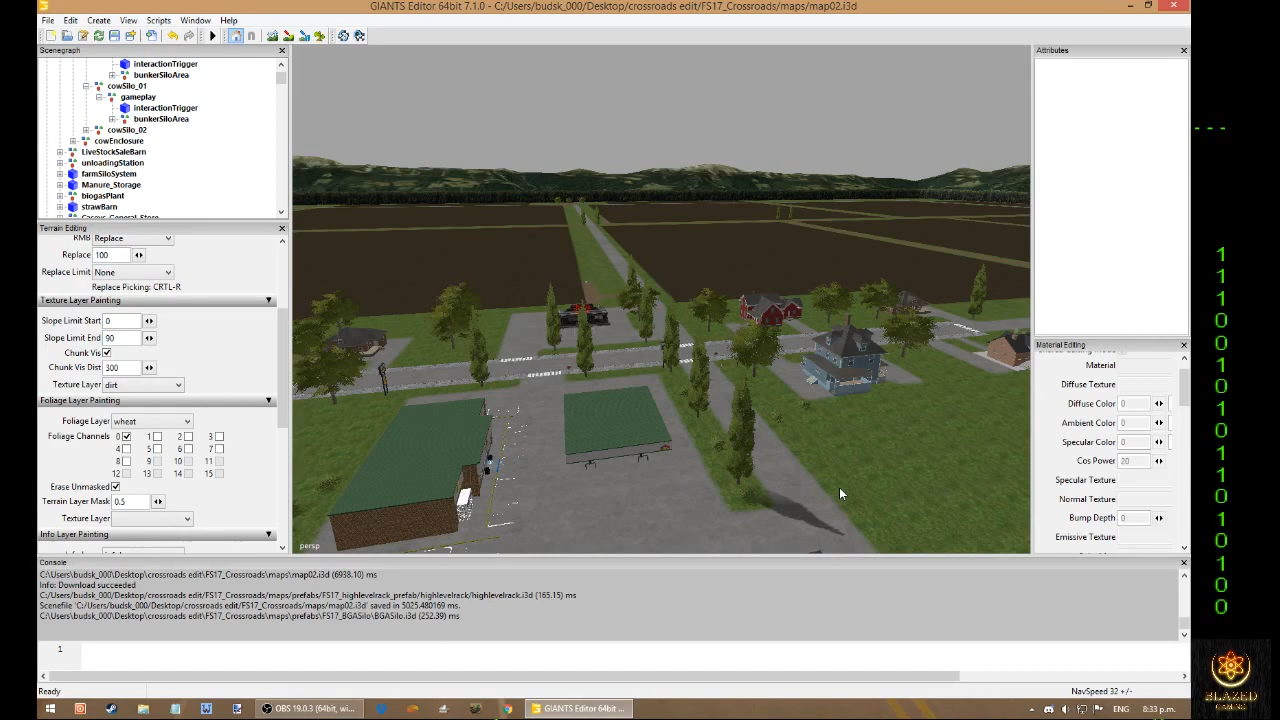 GIANTS Editor 64bit 7.1.0 - C:/Users/budsk_000/Desktop/crossroads edit/FS17_Crossroads/maps/map02.i3d
File Edit Create View Scripts Window Help
Scenegraph
interactionTrigger
bunkerSiloArea
cowSilo_01
gameplay
interactionTrigger
bunkerSiloArea
cowSilo_02
cowEnclosure
LiveStockSaleBarn
unloadingStation
farmSiloSystem
Manure_Storage
biogasPlant
strawBarn
Caseys_General_Store
Terrain Editing
RMB Replace
Replace 100
Replace Limit None
Replace Picking: CRTL-R
Texture Layer Painting
Slope Limit Start 0
Slope Limit End 90
Chunk Vis
Chunk Vis Dist 300
Texture Layer dirt
Foliage Layer Painting
Foliage Layer wheat
Foliage Channels 0 1 2 3
4 5 6 7
8 9 10 11
12 13 14 15
Erase Unmasked
Terrain Layer Mask 0.5
Texture Layer
Info Layer Painting
persp
Attributes
Material Editing
Material
Diffuse Texture
Diffuse Color 0
Ambient Color 0
Specular Color 0
Cos Power 20
Specular Texture
Normal Texture
Bump Depth 0
Emissive Texture
Console
C:\Users\budsk_000\Desktop\crossroads edit\FS17_Crossroads\maps\map02.i3d (6938.10) ms
Info: Download succeeded
C:/Users/budsk_000/Desktop/crossroads edit/FS17_Crossroads/maps/prefabs/FS17_highlevelrack_prefab/highlevelrack/highlevelrack.i3d (165.15) ms
Scenefile 'C:/Users/budsk_000/Desktop/crossroads edit/FS17_Crossroads/maps/map02.i3d' saved in 5025.480169 ms.
C:\Users\budsk_000\Desktop\crossroads edit\FS17_Crossroads\maps\prefabs\FS17_BGASilo\BGASilo.i3d (252.39) ms
1
Ready
NavSpeed 32 +/-
OBS 19.0.3 (64bit, wi...
GIANTS Editor 64bit ...
ENG
8:33 p.m.
- - -
1
1
1
0
1
0
1
0
1
1
1
0
1
0
1
0
0
BLAZED
GAMING